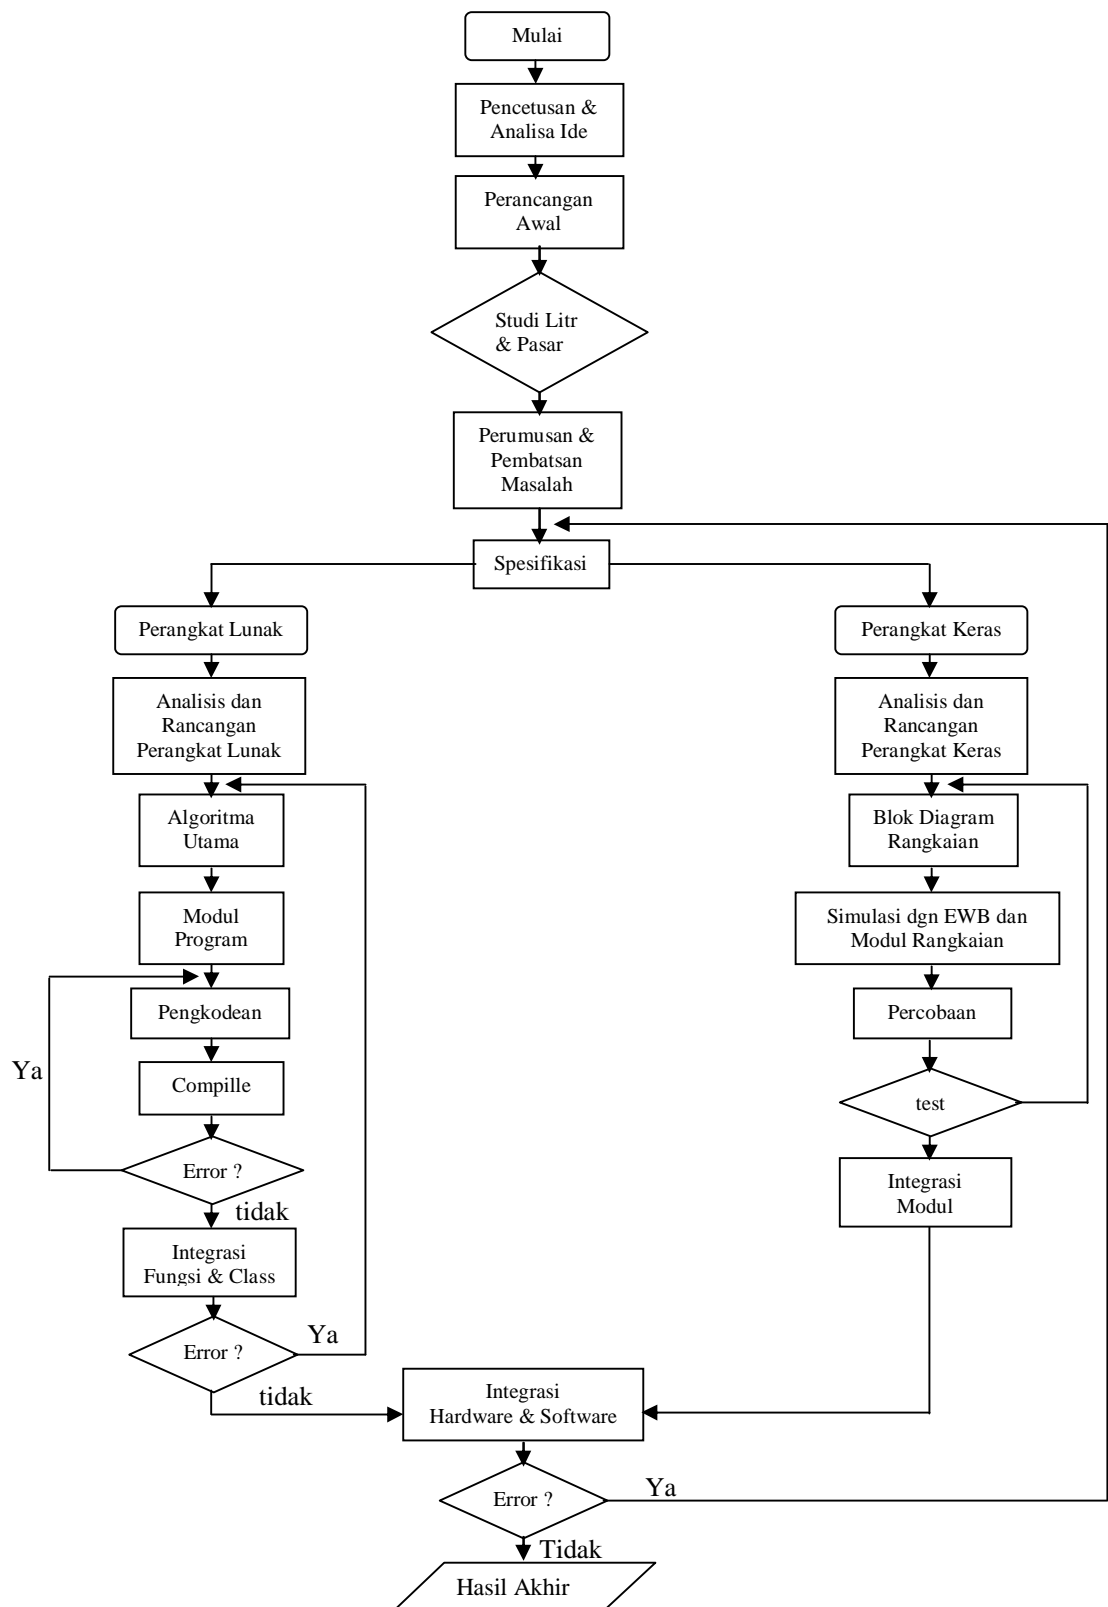 Mulai
Pencetusan &
Analisa Ide
Perancangan
Awal
Studi Litr
& Pasar
Perumusan &
Pembatsan
Masalah
Spesifikasi
Perangkat Lunak
Analisis dan
Rancangan
Perangkat Lunak
Algoritma
Utama
Modul
Program
Pengkodean
Ya
Compille
Error ?
tidak
Integrasi
Fungsi & Class
Error ?
Ya
tidak
Perangkat Keras
Analisis dan
Rancangan
Perangkat Keras
Blok Diagram
Rangkaian
Simulasi dgn EWB dan
Modul Rangkaian
Percobaan
test
Integrasi
Modul
Integrasi
Hardware & Software
Error ?
Ya
Tidak
Hasil Akhir